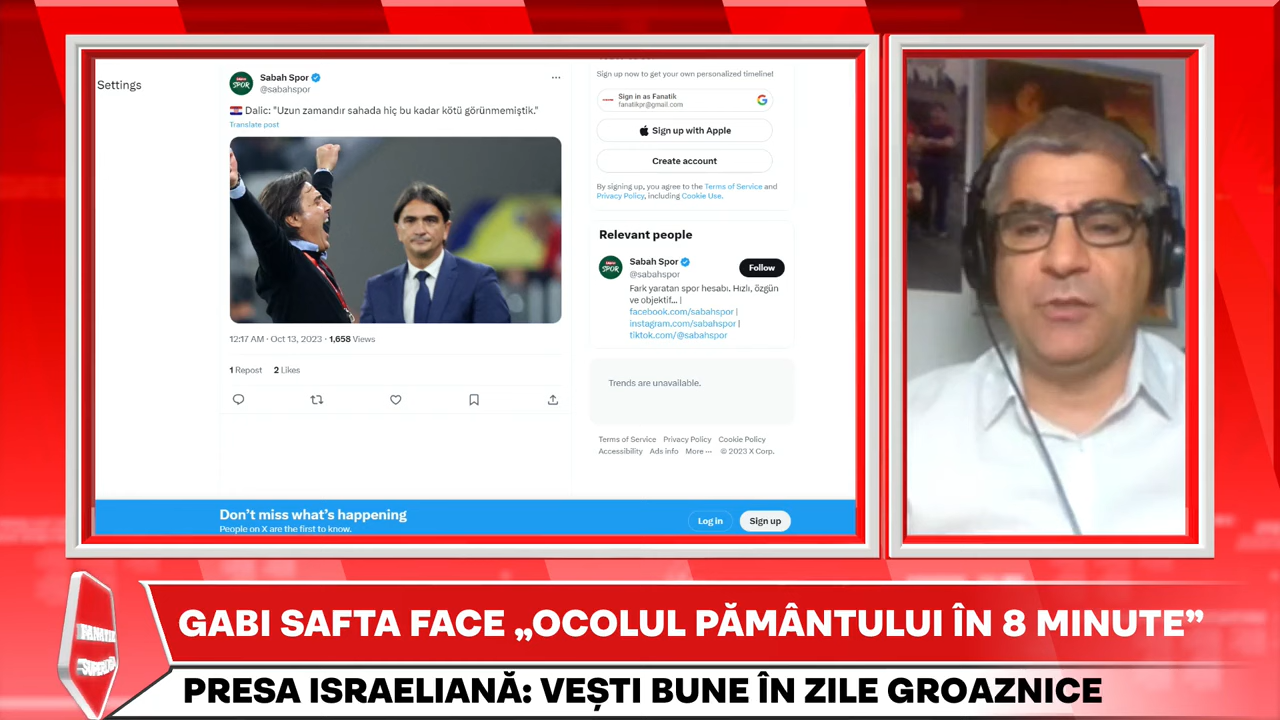 Settings
Sabah Spor
@sabahspor
Dalic: "Uzun zamandır sahada hiç bu kadar kötü görünmemiştik."
Translate post
12:17 AM · Oct 13, 2023 · 1,658 Views
1 Repost 2 Likes
Sign up now to get your own personalized timeline!
Sign in as Fanatik
fanatikpr@gmail.com
Sign up with Apple
Create account
By signing up, you agree to the Terms of Service and
Privacy Policy, including Cookie Use.
Relevant people
Sabah Spor
@sabahspor
Follow
Fark yaratan spor hesabı. Hızlı, özgün
ve objektif... |
facebook.com/sabahspor |
instagram.com/sabahspor |
tiktok.com/@sabahspor
Trends are unavailable.
Terms of Service Privacy Policy Cookie Policy
Accessibility Ads info More ··· © 2023 X Corp.
Don't miss what's happening
People on X are the first to know.
Log in
Sign up
FANATIK
SUPERLIGA
GABI SAFTA FACE „OCOLUL PĂMÂNTULUI ÎN 8 MINUTE”
PRESA ISRAELIANĂ: VEȘTI BUNE ÎN ZILE GROAZNICE